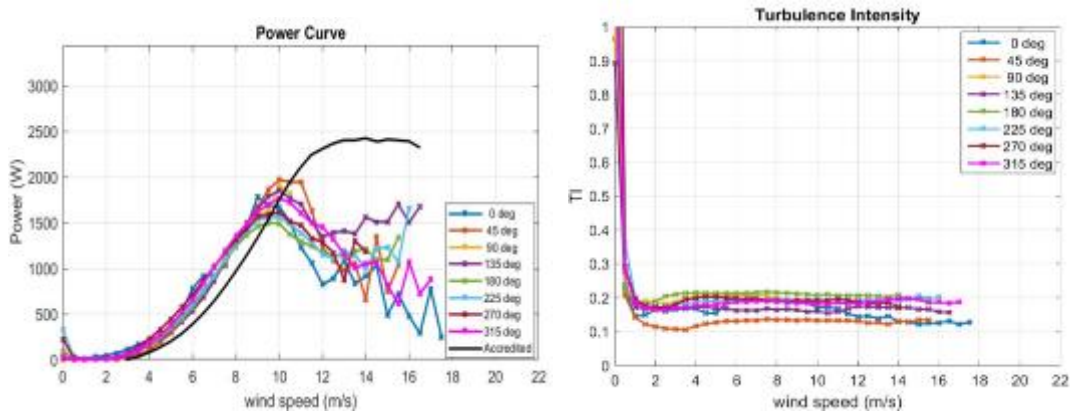 Power Curve
Power (W)
3000
2500
2000
1500
1000
500
0
0 2 4 6 8 10 12 14 16 18 20 22
wind speed (m/s)
0 deg
45 deg
90 deg
135 deg
180 deg
225 deg
270 deg
315 deg
Accredited
Turbulence Intensity
TI
1
0.9
0.8
0.7
0.6
0.5
0.4
0.3
0.2
0.1
0
0 2 4 6 8 10 12 14 16 18 20 22
wind speed (m/s)
0 deg
45 deg
90 deg
135 deg
180 deg
225 deg
270 deg
315 deg